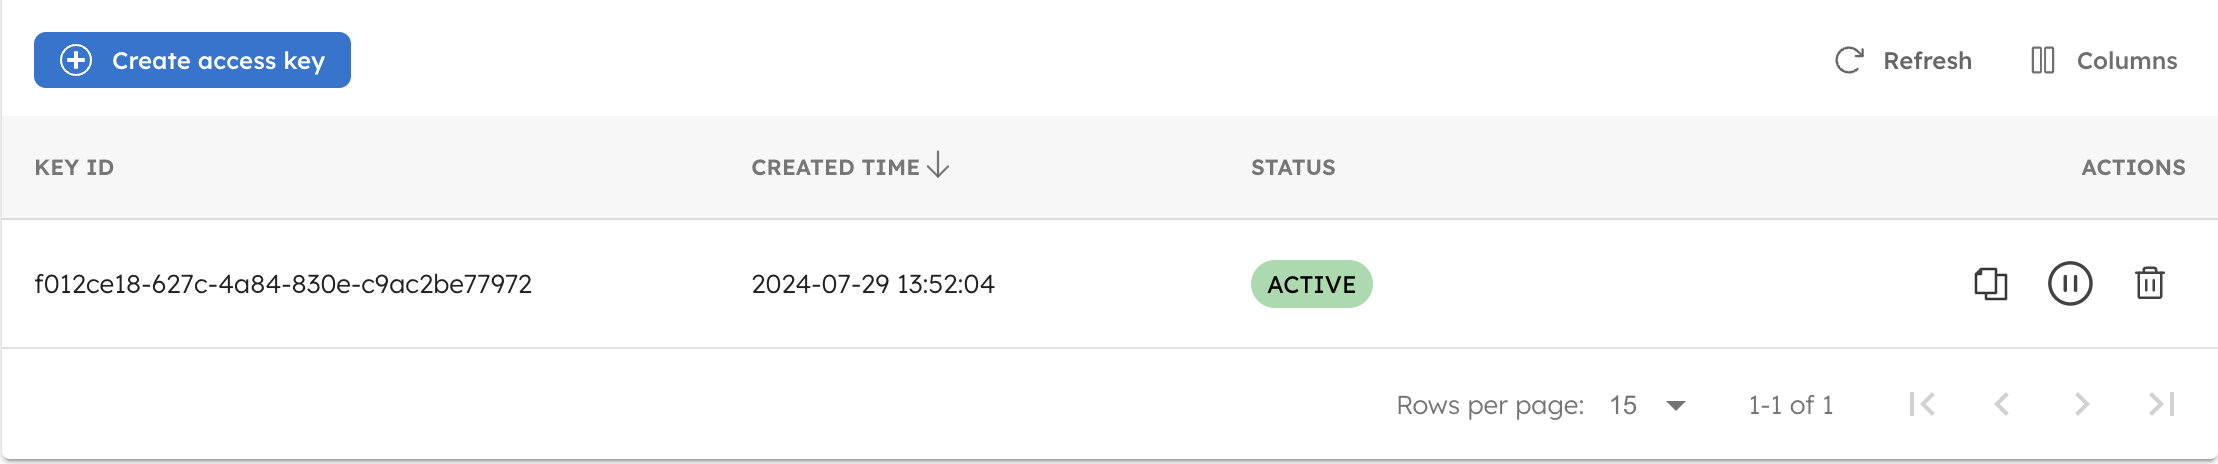 Create access key
Refresh
Columns
KEY ID
CREATED TIME
STATUS
ACTIONS
f012ce18-627c-4a84-830e-c9ac2be77972
2024-07-29 13:52:04
ACTIVE
Rows per page: 15
1-1 of 1